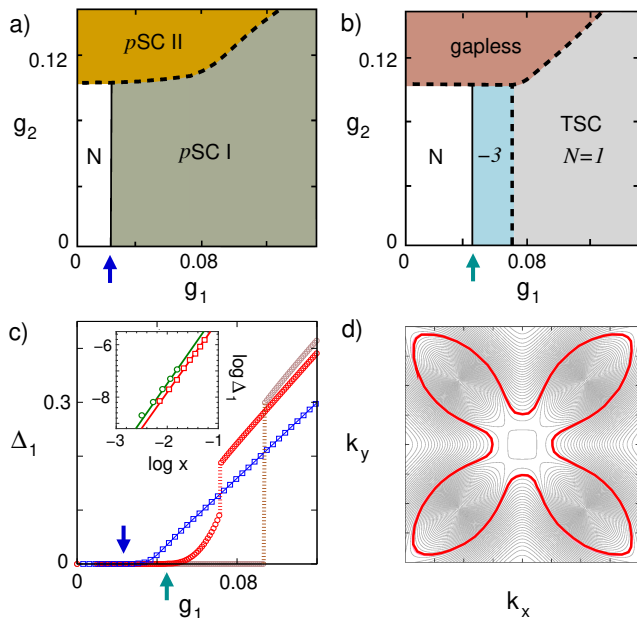 a)
pSC II
0.12
g2
N
pSC I
0
0
0.08
g1
b)
gapless
0.12
g2
N
−3
TSC
N=1
0
0
0.08
g1
c)
0.3
Δ1
0
0
0.08
g1
−6
−8
log Δ1
−3
−2
−1
log x
d)
ky
kx